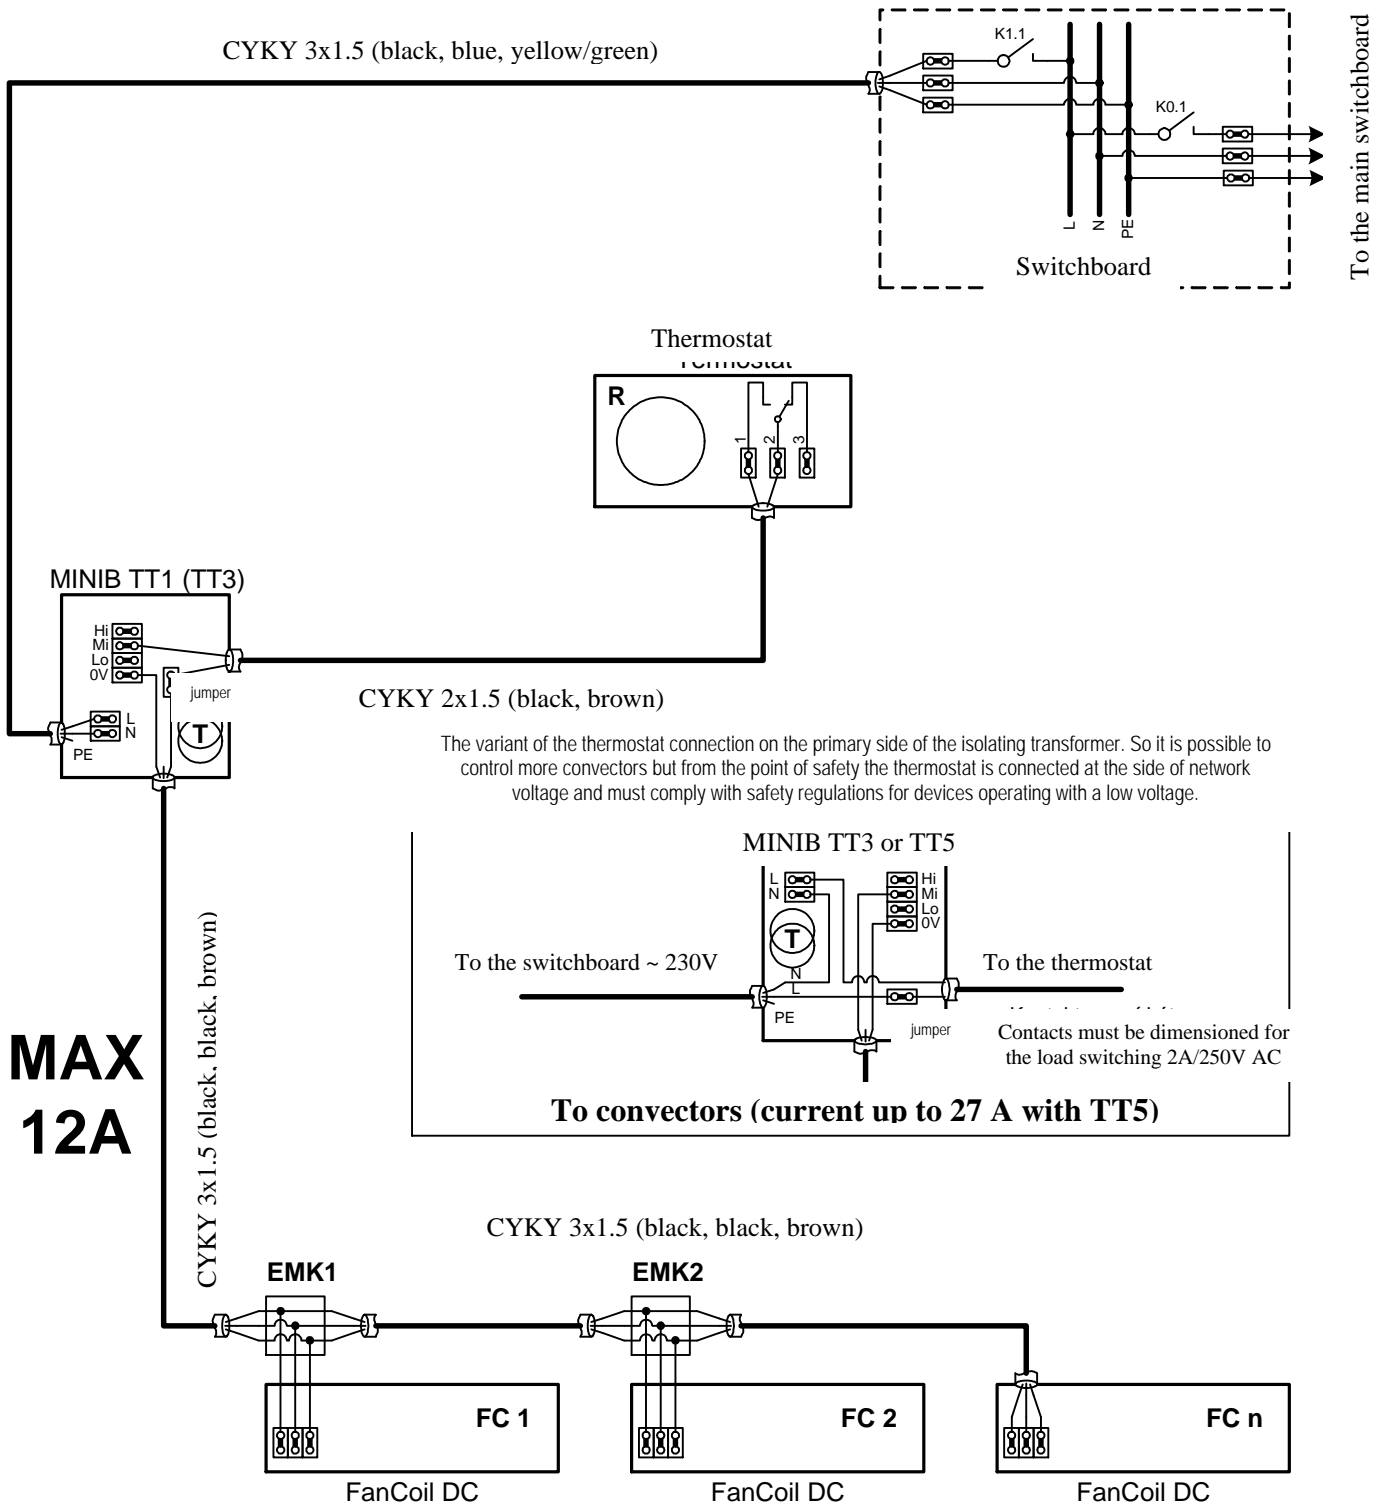 CYKY 3x1.5 (black, blue, yellow/green)
K1.1
K0.1
L
N
PE
Switchboard
To the main switchboard
Thermostat
Termostat
R
1
2
3
MINIB TT1 (TT3)
Hi
Mi
Lo
0V
jumper
L
N
PE
T
CYKY 2x1.5 (black, brown)
The variant of the thermostat connection on the primary side of the isolating transformer. So it is possible to
control more convectors but from the point of safety the thermostat is connected at the side of network
voltage and must comply with safety regulations for devices operating with a low voltage.
MINIB TT3 or TT5
L
N
Hi
Mi
Lo
0V
T
N
L
PE
To the switchboard ~ 230V
To the thermostat
jumper
Contacts must be dimensioned for
the load switching 2A/250V AC
To convectors (current up to 27 A with TT5)
MAX
12A
CYKY 3x1.5 (black, black, brown)
CYKY 3x1.5 (black, black, brown)
EMK1
EMK2
FC 1
FC 2
FC n
FanCoil DC
FanCoil DC
FanCoil DC